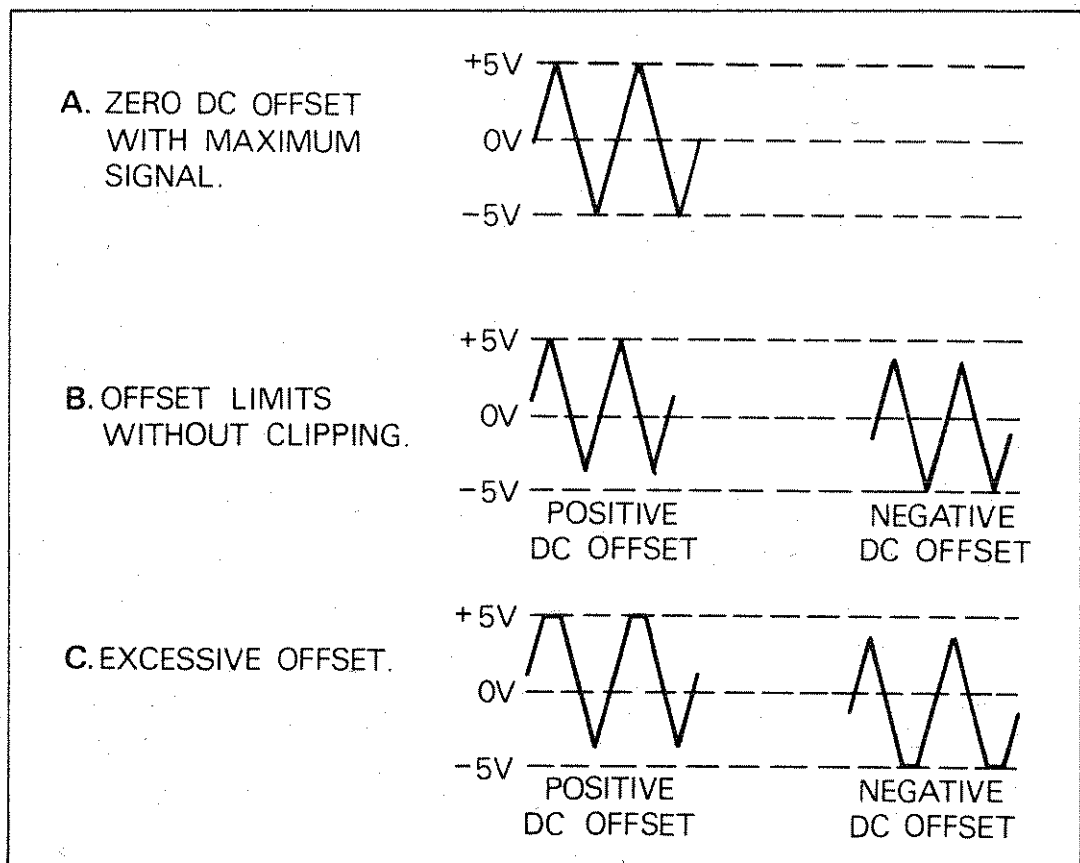 A. ZERO DC OFFSET
WITH MAXIMUM
SIGNAL.
+5V
0V
-5V
B. OFFSET LIMITS
WITHOUT CLIPPING.
+5V
0V
-5V
POSITIVE
DC OFFSET
NEGATIVE
DC OFFSET
C. EXCESSIVE OFFSET.
+5V
0V
-5V
POSITIVE
DC OFFSET
NEGATIVE
DC OFFSET